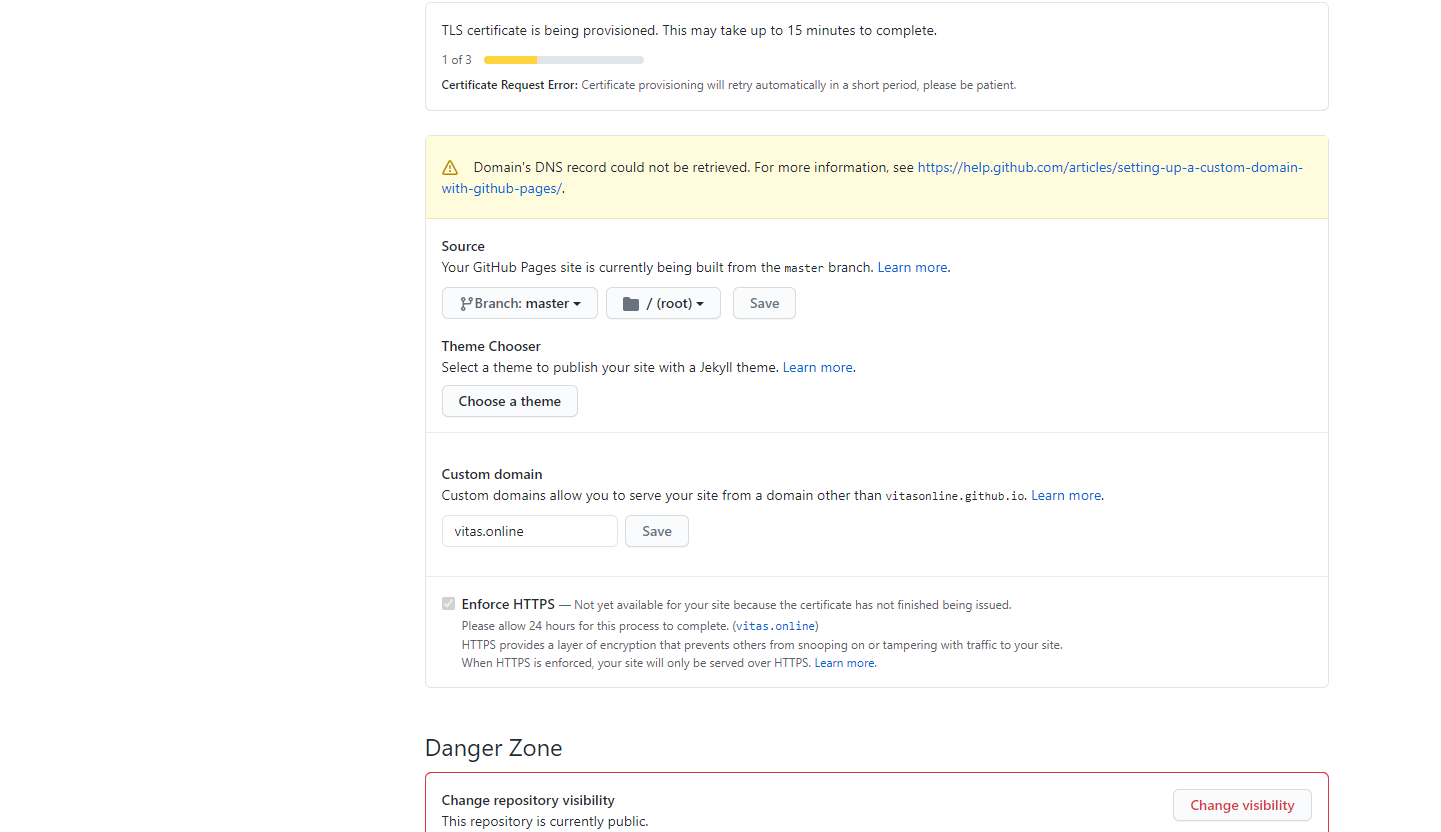 TLS certificate is being provisioned. This may take up to 15 minutes to complete.
1 of 3
Certificate Request Error: Certificate provisioning will retry automatically in a short period, please be patient.
Domain's DNS record could not be retrieved. For more information, see https://help.github.com/articles/setting-up-a-custom-domain-
with-github-pages/.
Source
Your GitHub Pages site is currently being built from the master branch. Learn more.
Branch: master / (root) Save
Theme Chooser
Select a theme to publish your site with a Jekyll theme. Learn more.
Choose a theme
Custom domain
Custom domains allow you to serve your site from a domain other than vitasonline.github.io. Learn more.
vitas.online Save
Enforce HTTPS — Not yet available for your site because the certificate has not finished being issued.
Please allow 24 hours for this process to complete. (vitas.online)
HTTPS provides a layer of encryption that prevents others from snooping on or tampering with traffic to your site.
When HTTPS is enforced, your site will only be served over HTTPS. Learn more.
Danger Zone
Change repository visibility
This repository is currently public.
Change visibility